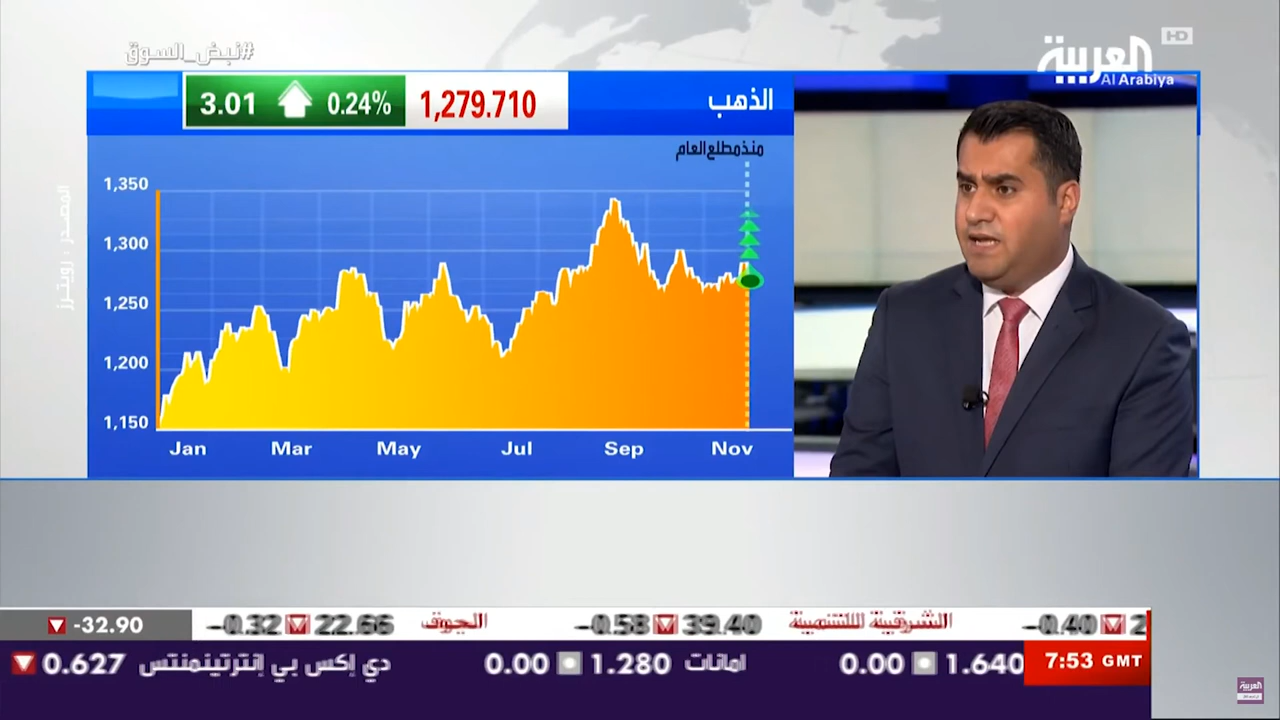 #نبض_السوق
العربية HD
Al Arabiya
الذهب 1,279.710 0.24% 3.01
منذ مطلع العام
المصدر : رويترز
1,350
1,300
1,250
1,200
1,150
Jan Mar May Jul Sep Nov
-32.90 الجوف 22.66 -0.32 الشرقية للتنمية 39.40 -0.58 2 -0.40
0.627 دي إكس بي إنترتينمنتس امانات 1.280 0.00 1.640 0.00
7:53 GMT
العربية